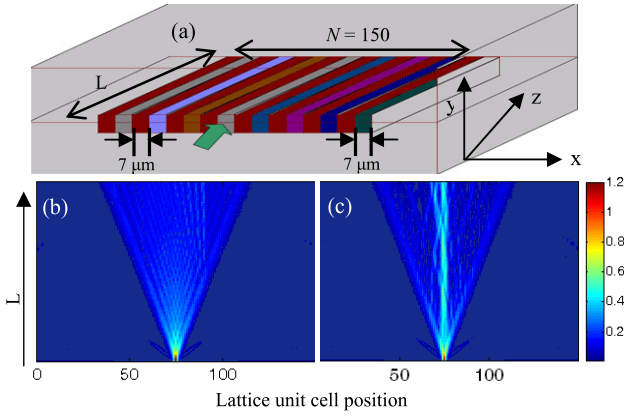 (a)
N = 150
L
7 µm
7 µm
y
z
x
(b)
(c)
L
1.2
1
0.8
0.6
0.4
0.2
0
50
100
50
100
Lattice unit cell position